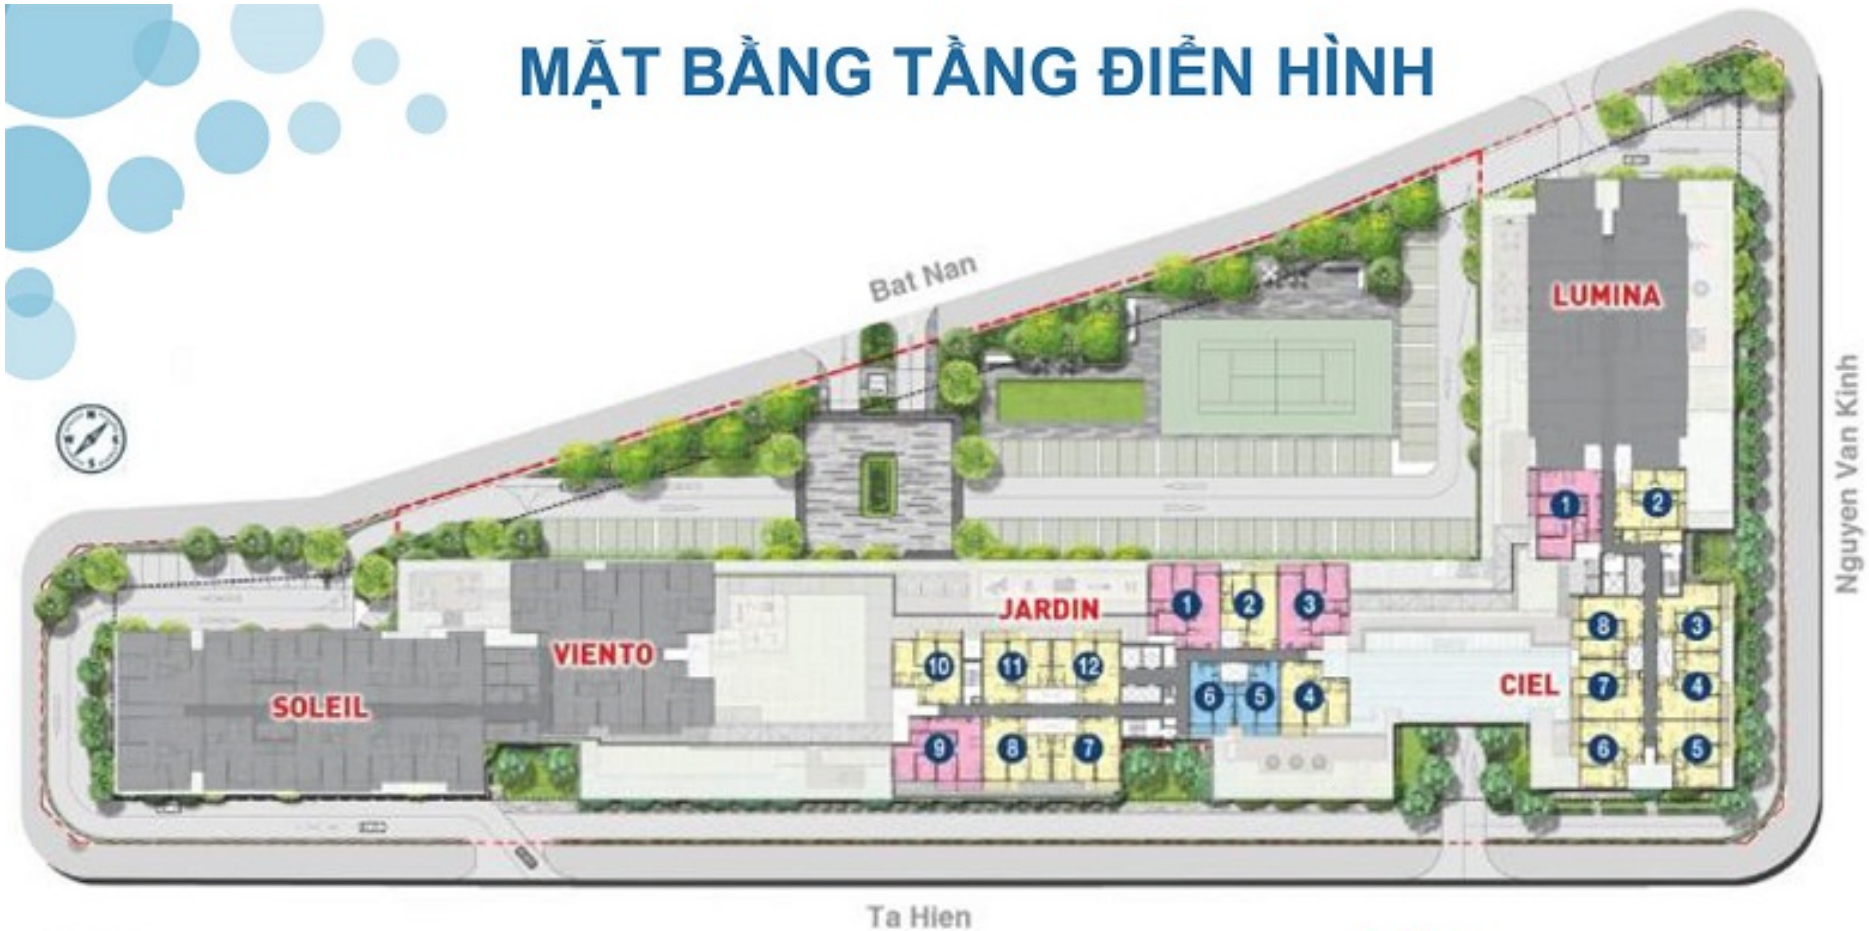 MẶT BẰNG TẦNG ĐIỂN HÌNH
Bat Nan
LUMINA
Nguyen Van Kinh
N
S
1
2
JARDIN
1
2
3
VIENTO
SOLEIL
10
11
12
6
5
4
9
8
7
CIEL
8
3
7
4
6
5
Ta Hien